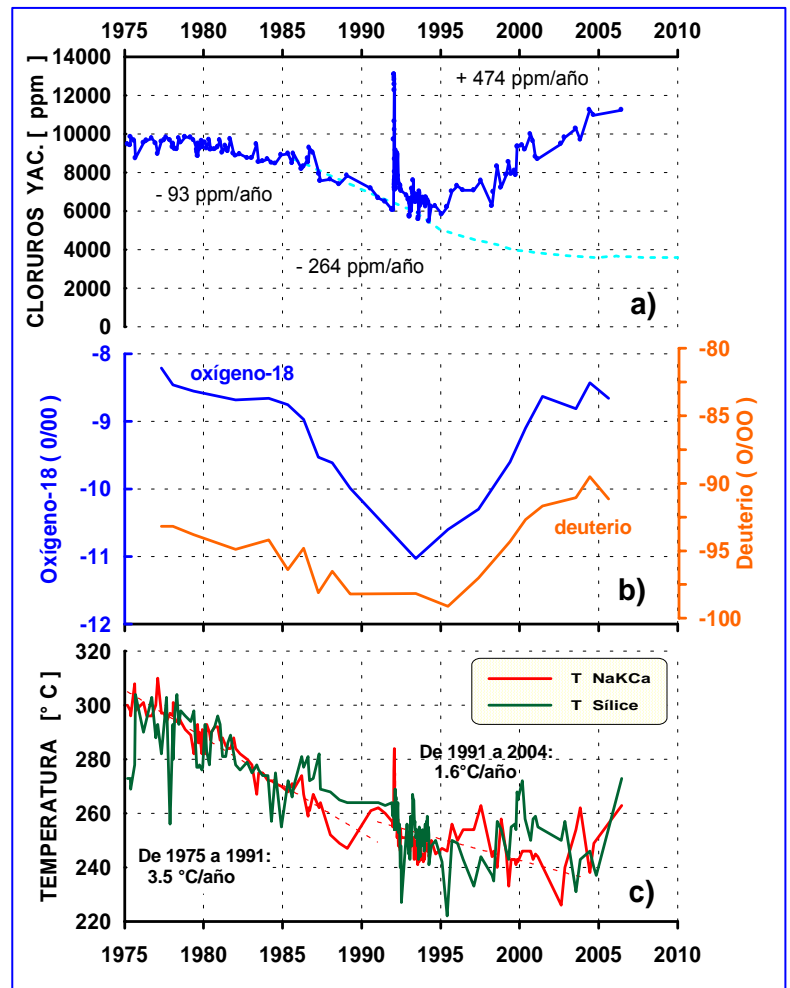 1975 1980 1985 1990 1995 2000 2005 2010
CLORUROS YAC. [ ppm ]
14000
12000
10000
8000
6000
4000
2000
0
+ 474 ppm/año
- 93 ppm/año
- 264 ppm/año
a)
Oxígeno-18 ( 0/00 )
-8
-9
-10
-11
-12
oxígeno-18
deuterio
b)
-80
-85
-90
-95
-100
Deuterio ( O/OO )
TEMPERATURA [° C ]
320
300
280
260
240
220
T NaKCa
T Sílice
De 1991 a 2004:
1.6°C/año
De 1975 a 1991:
3.5 °C/año
c)
1975 1980 1985 1990 1995 2000 2005 2010